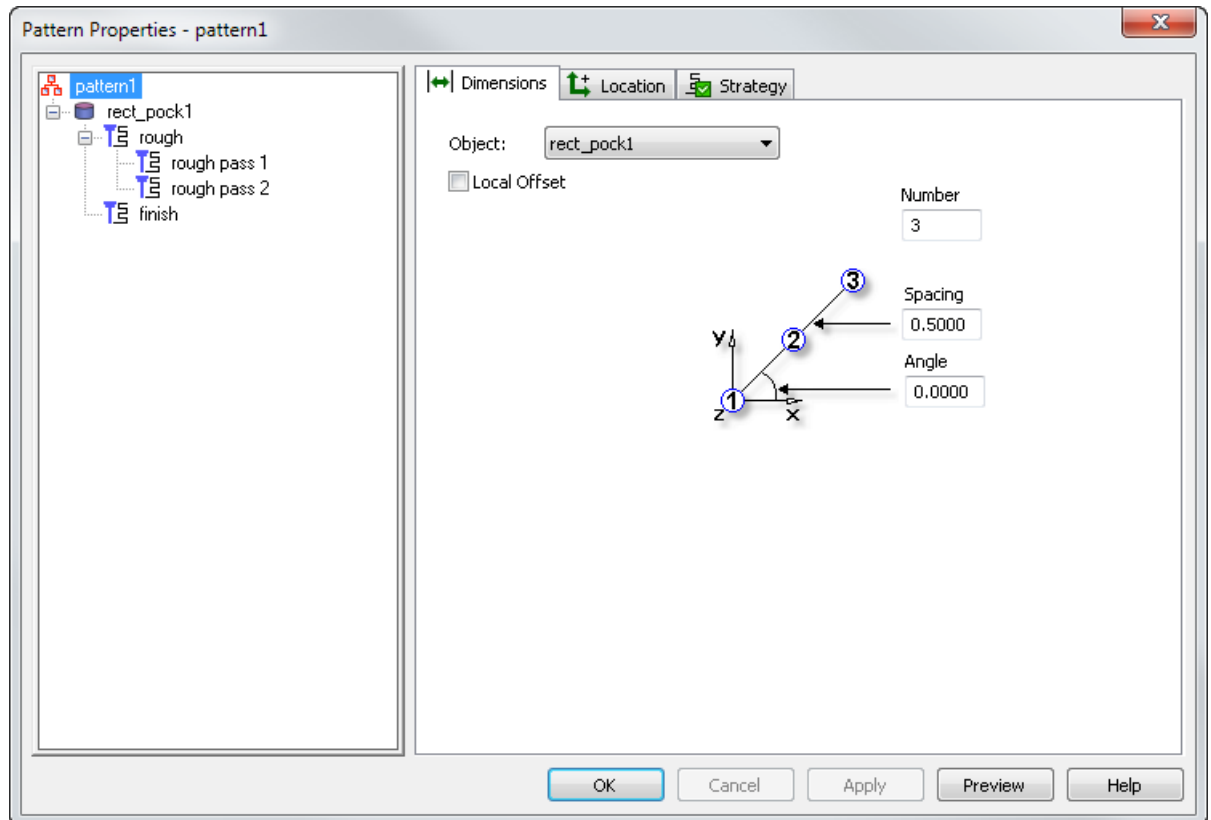 Pattern Properties - pattern1
pattern1
rect_pock1
rough
rough pass 1
rough pass 2
finish
Dimensions Location Strategy
Object: rect_pock1
Local Offset
Number
3
3
Spacing
0.5000
y
2
Angle
0.0000
1
z x
OK Cancel Apply Preview Help